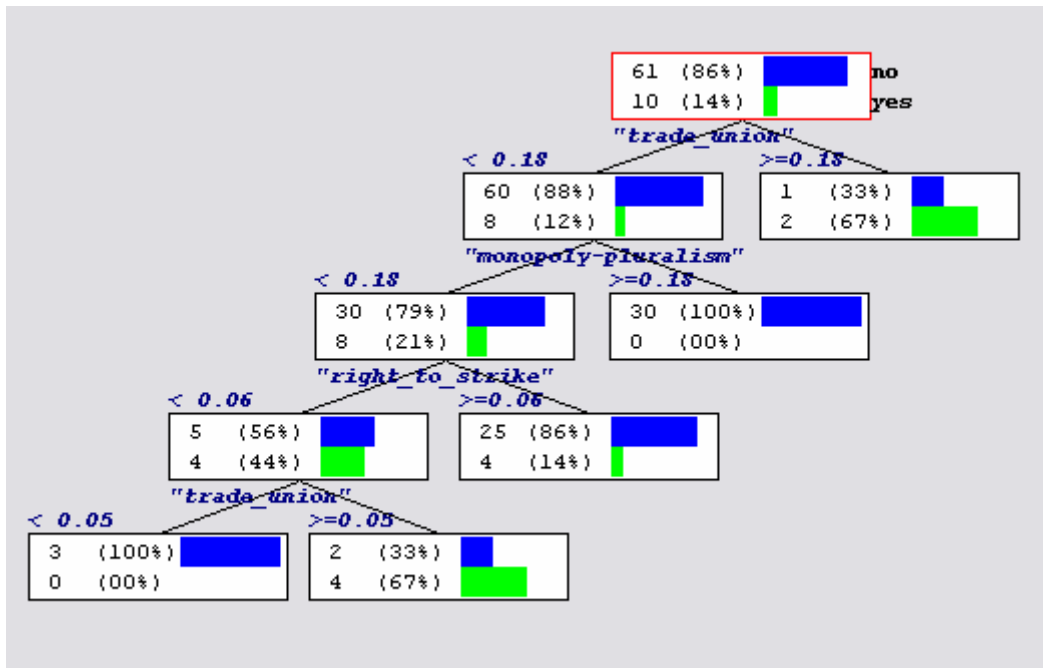 61 (86%) no
10 (14%) yes
"trade_union"
< 0.18 >=0.18
60 (88%) 1 (33%)
8 (12%) 2 (67%)
"monopoly-pluralism"
< 0.18 >=0.18
30 (79%) 30 (100%)
8 (21%) 0 (00%)
"right_to_strike"
< 0.06 >=0.06
5 (56%) 25 (86%)
4 (44%) 4 (14%)
"trade_union"
< 0.05 >=0.05
3 (100%) 2 (33%)
0 (00%) 4 (67%)